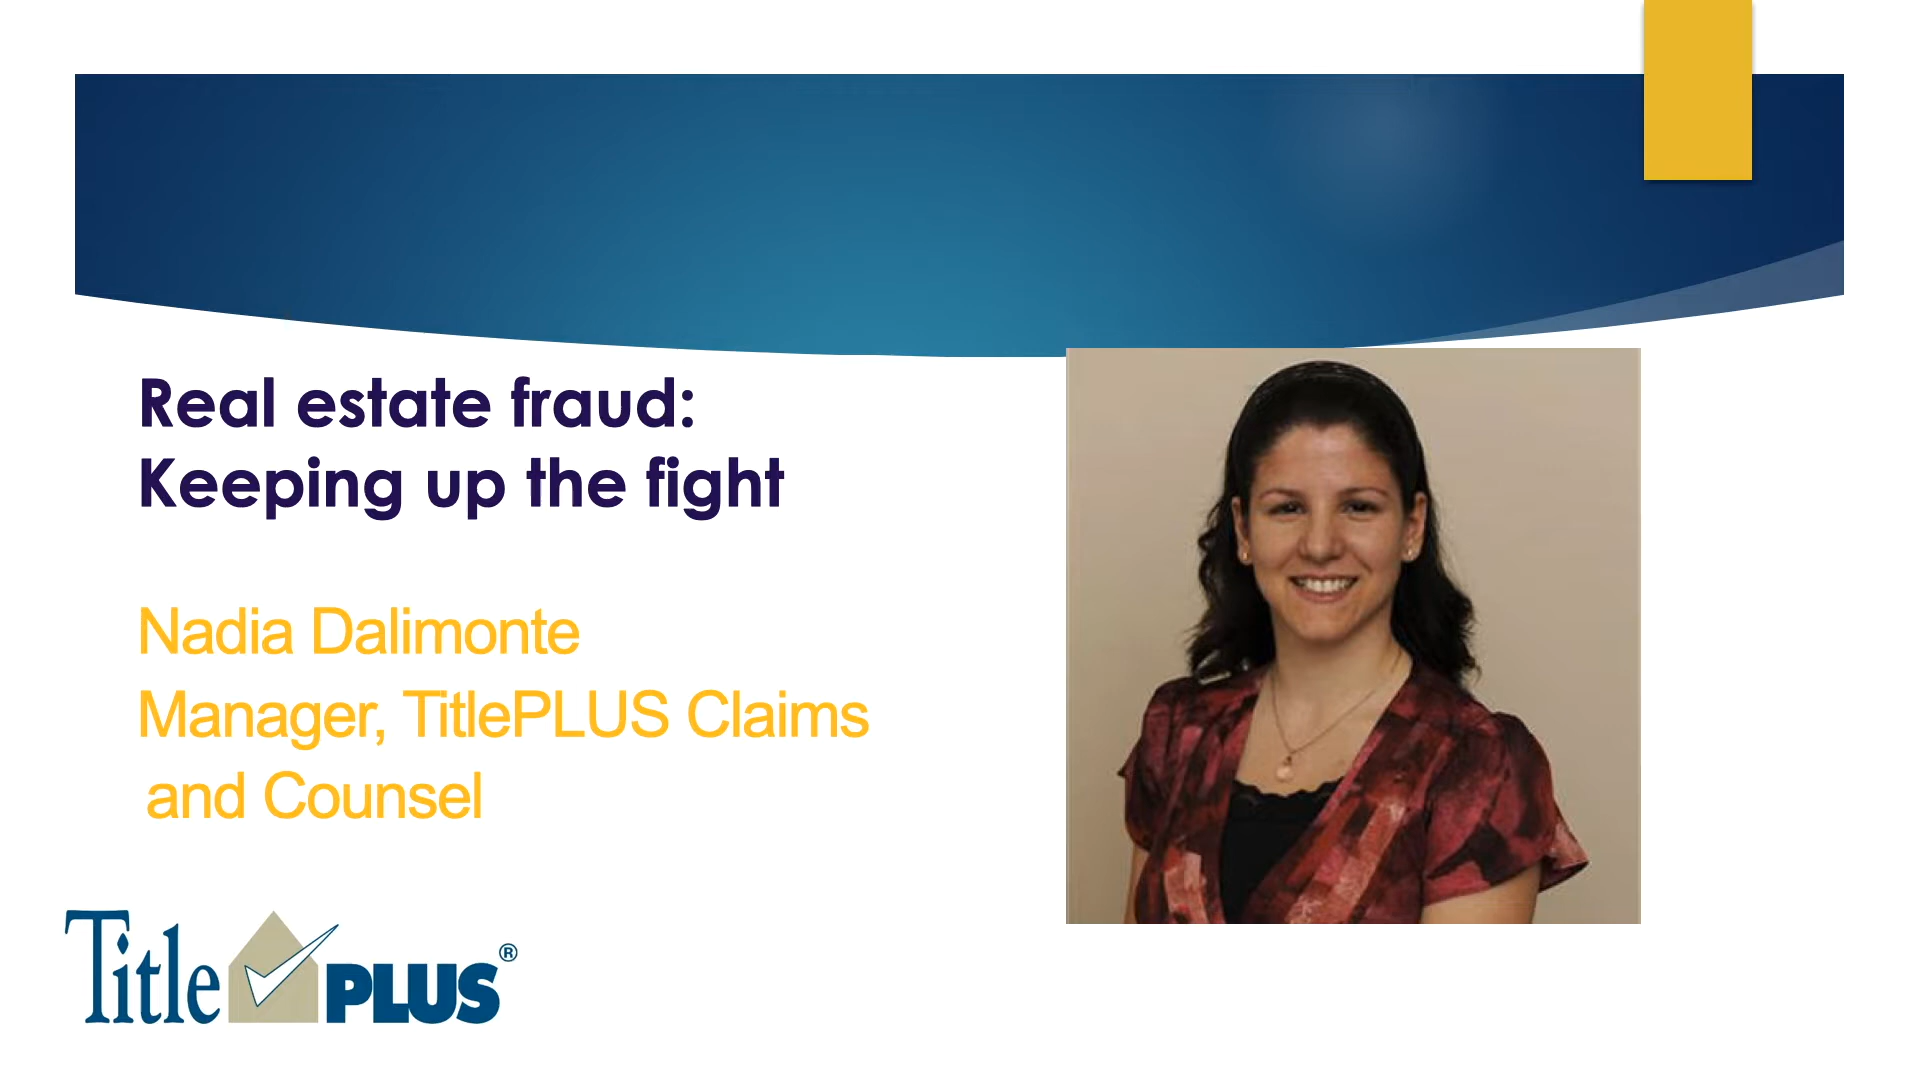 Real estate fraud:
Keeping up the fight
Nadia Dalimonte
Manager, TitlePLUS Claims
and Counsel
Title PLUS®